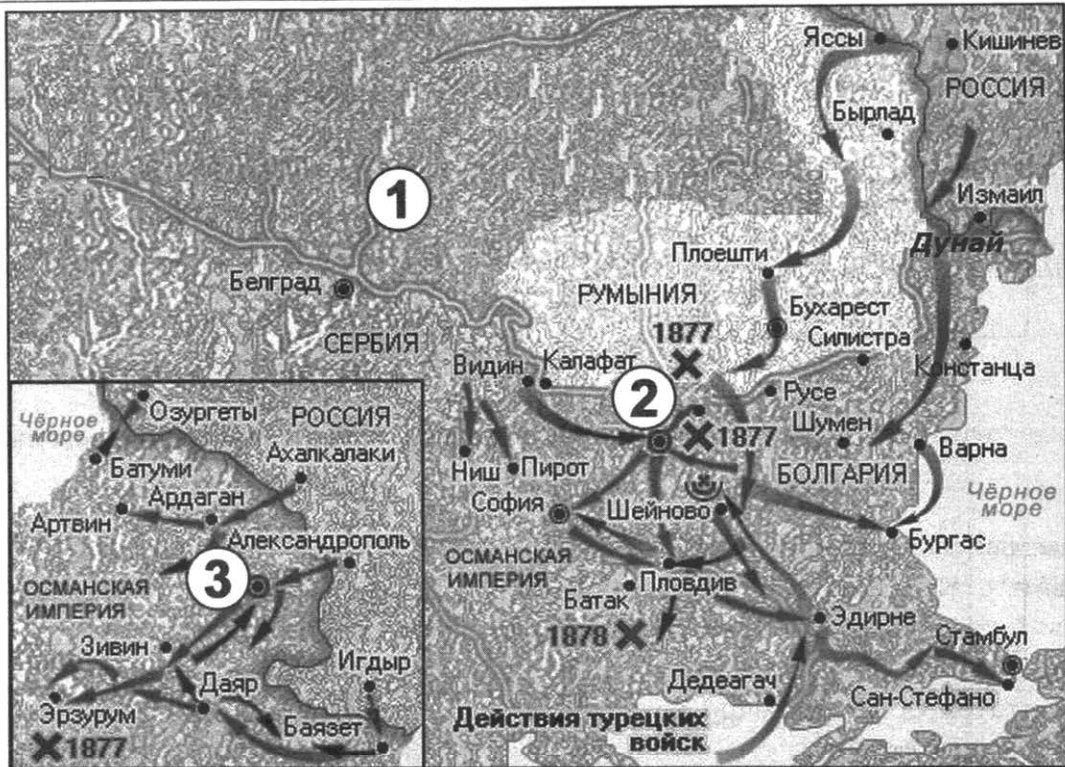 Яссы
Кишинев
РОССИЯ
Бырлад
1
Измаил
Дунай
Плоешти
Белград
РУМЫНИЯ
Бухарест
СЕРБИЯ
1877
Силистра
Видин
Калафат
Констанца
2
Русе
Шумен
1877
Варна
БОЛГАРИЯ
Ниш
Пирот
София
Шейново
Чёрное
море
Бургас
ОСМАНСКАЯ
ИМПЕРИЯ
Пловдив
Батак
1878
Эдирне
Стамбул
Сан-Стефано
Дедеагач
Действия турецких
войск
Чёрное
море
Озургеты
РОССИЯ
Батуми
Ахалкалаки
Ардаган
Артвин
Александрополь
ОСМАНСКАЯ
ИМПЕРИЯ
3
Зивин
Игдыр
Даяр
Эрзурум
Баязет
1877